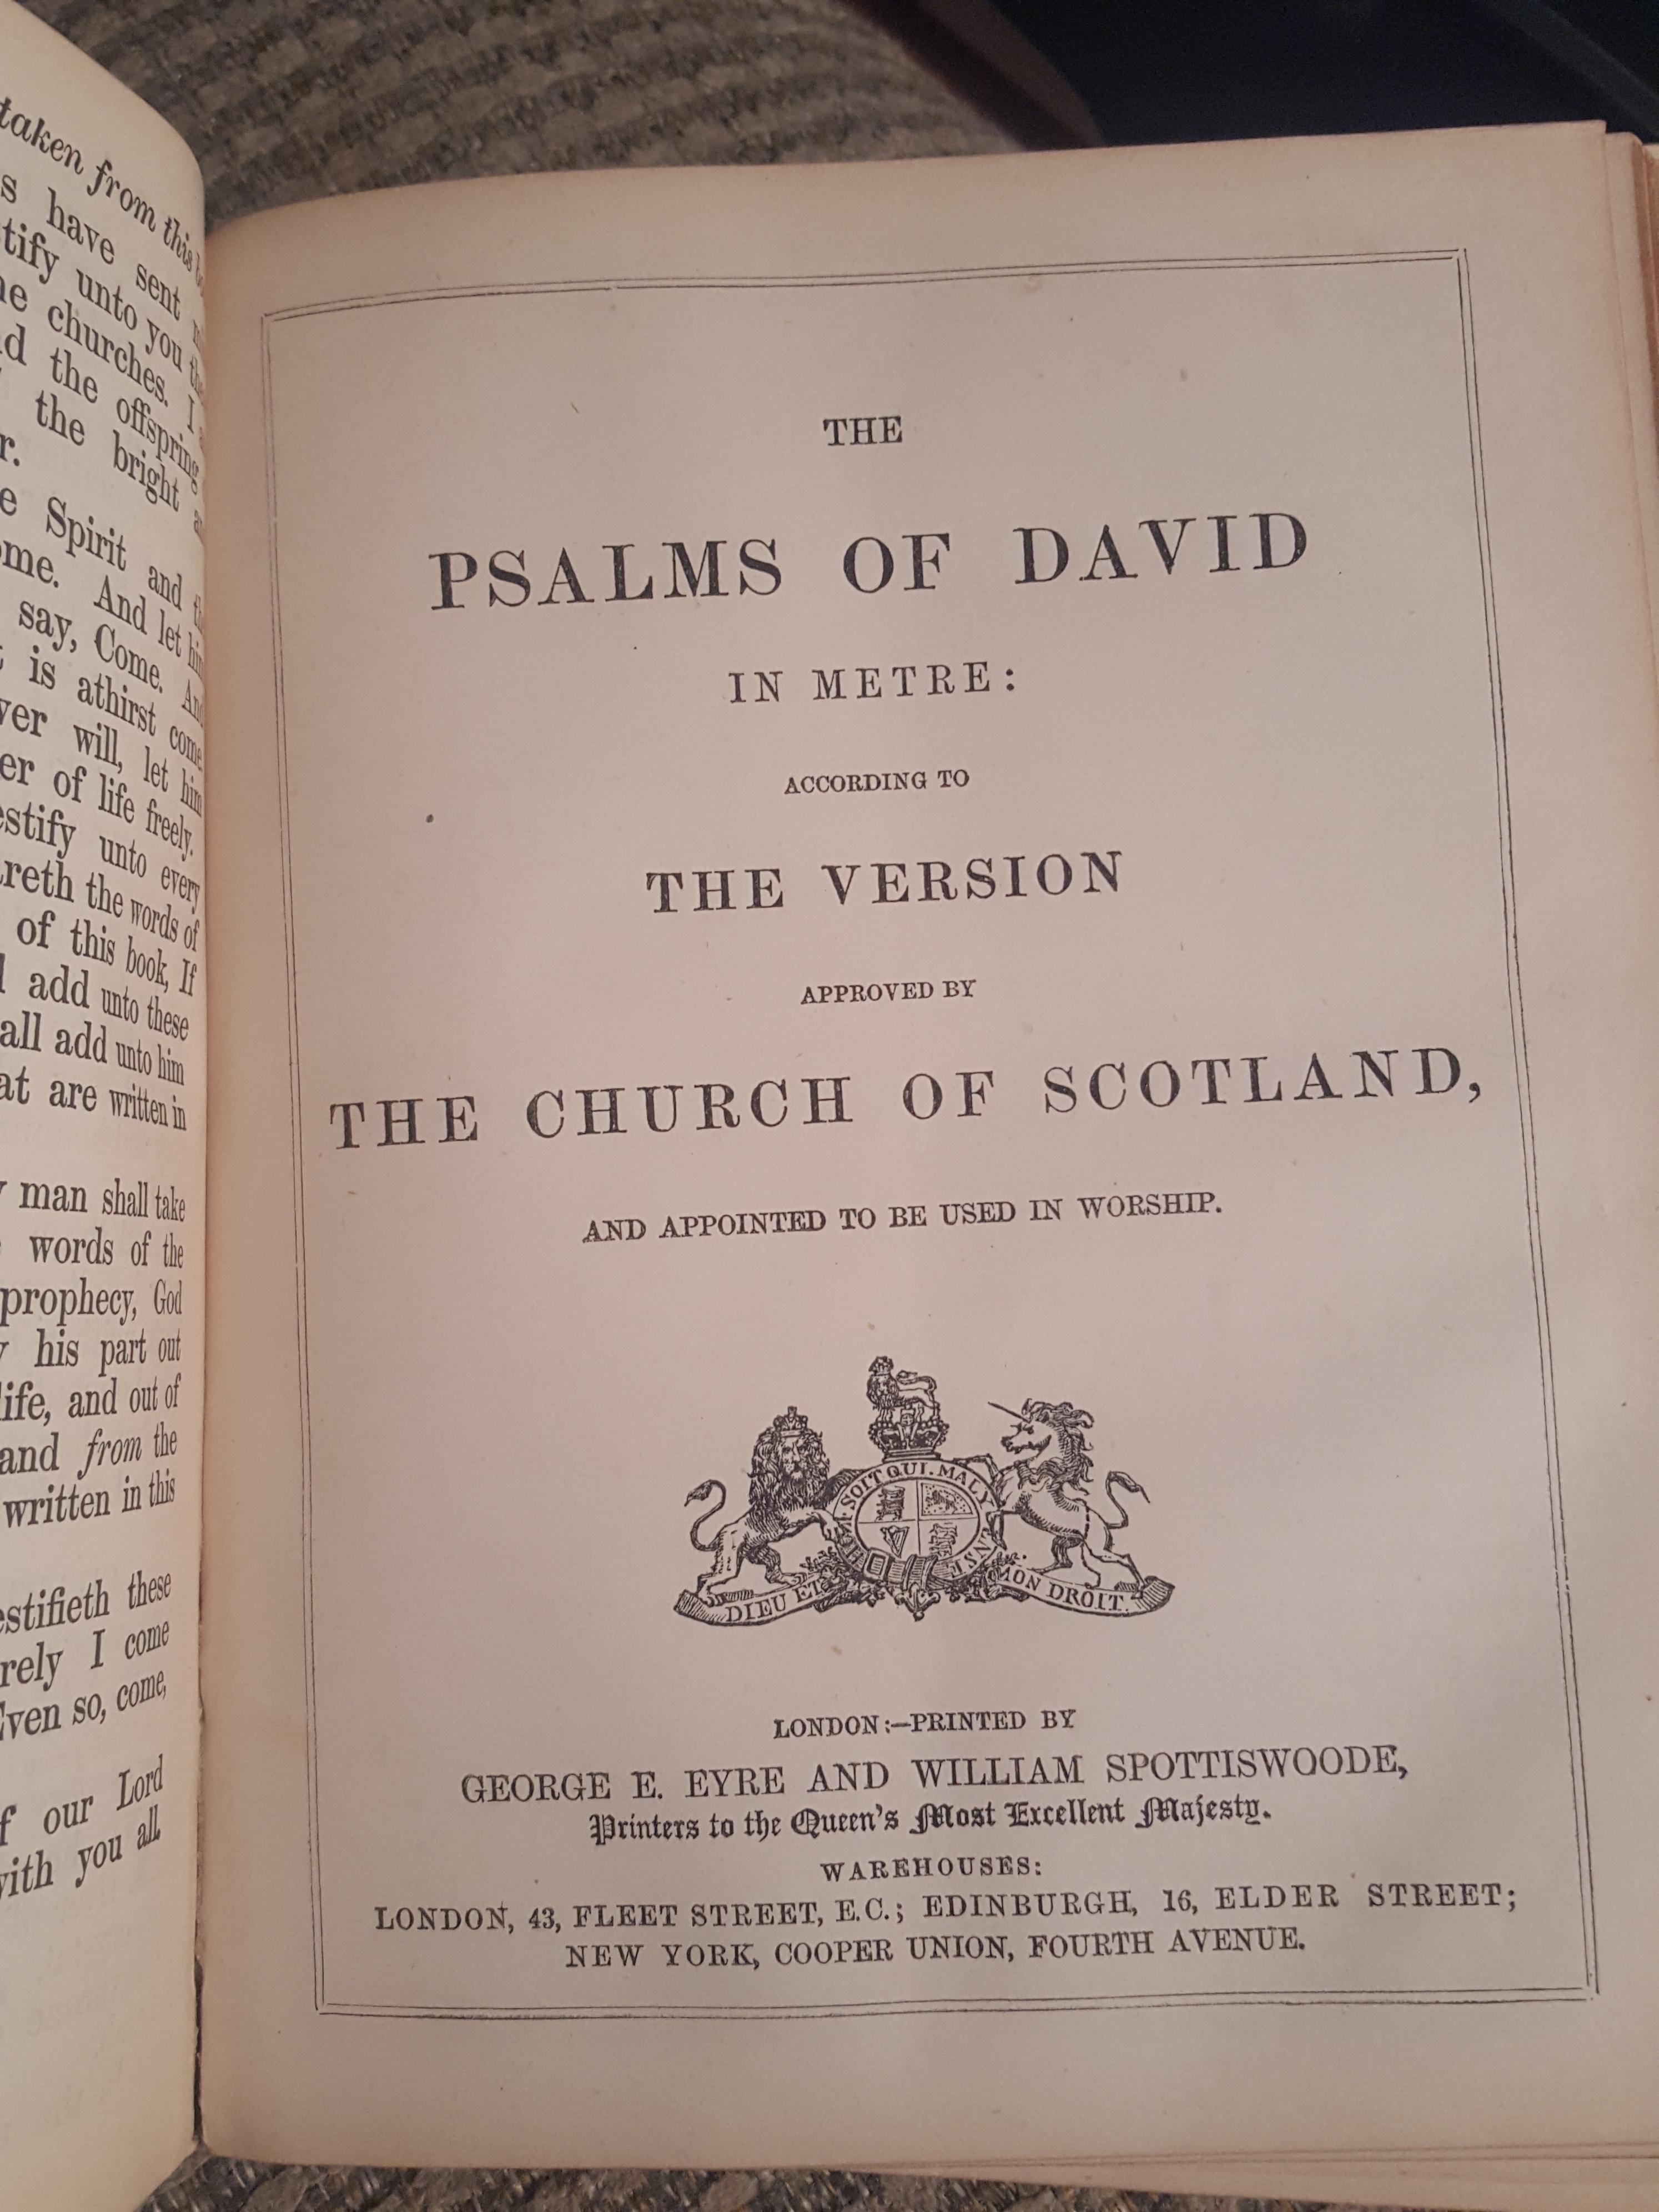 taken from this
s have sent
tify unto you the
he churches. I
d the offspring
the bright
r.
e Spirit and
ome. And let him
say, Come. And
is athirst come
ver will, let him
er of life freely.
estify unto every
areth the words of
of this book, If
add unto these
all add unto him
at are written in
man shall take
words of the
prophecy, God
his part out
life, and out of
and from the
written in this
estifieth these
rely I come
Even so, come,
f our Lord
with you all.
THE
PSALMS OF DAVID
IN METRE:
ACCORDING TO
THE VERSION
APPROVED BY
THE CHURCH OF SCOTLAND,
AND APPOINTED TO BE USED IN WORSHIP.
SOIT QUI. MAL Y
DIEU ET MON DROIT.
LONDON:—PRINTED BY
GEORGE E. EYRE AND WILLIAM SPOTTISWOODE,
Printers to the Queen's Most Excellent Majesty.
WAREHOUSES:
LONDON, 43, FLEET STREET, E.C.; EDINBURGH, 16, ELDER STREET;
NEW YORK, COOPER UNION, FOURTH AVENUE.